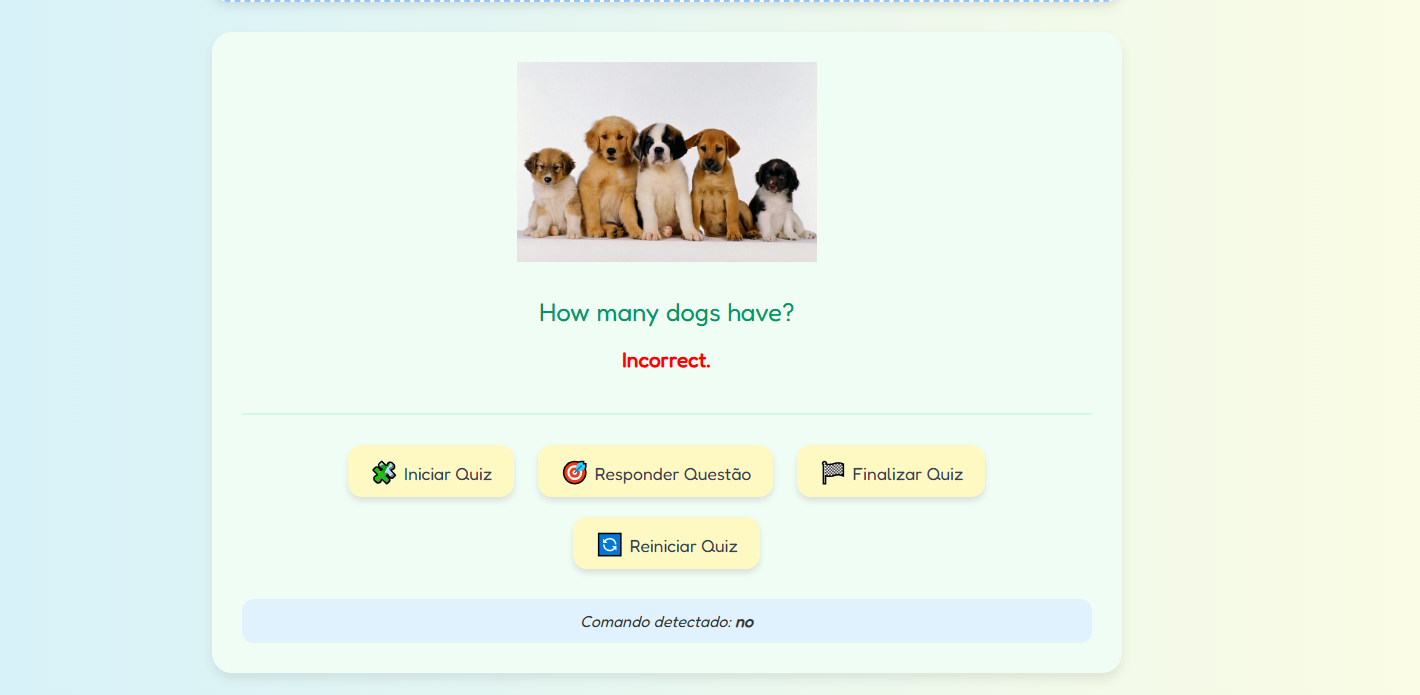 How many dogs have?
Incorrect.
Iniciar Quiz
Responder Questão
Finalizar Quiz
Reiniciar Quiz
Comando detectado: no